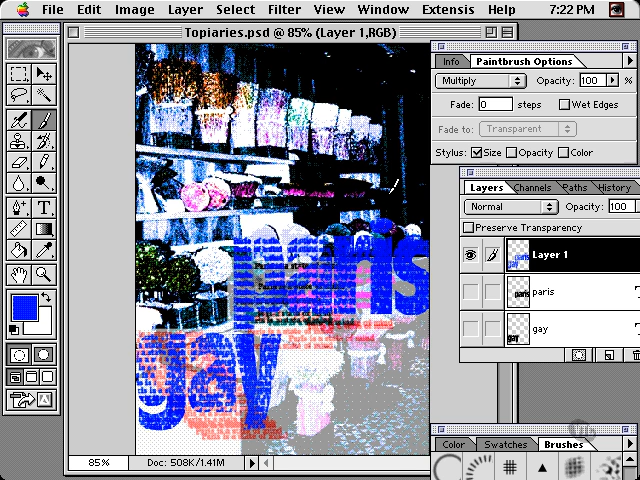 File Edit Image Layer Select Filter View Window Extensis Help 7:22 PM
Topiaries.psd @ 85% (Layer 1,RGB)
Info Paintbrush Options
Multiply Opacity: 100 %
Fade: 0 steps Wet Edges
Fade to: Transparent
Stylus: Size Opacity Color
Layers Channels Paths History
Normal Opacity: 100
Preserve Transparency
Layer 1
paris
gay
paris
gay
85% Doc: 508K/1.41M
Color Swatches Brushes